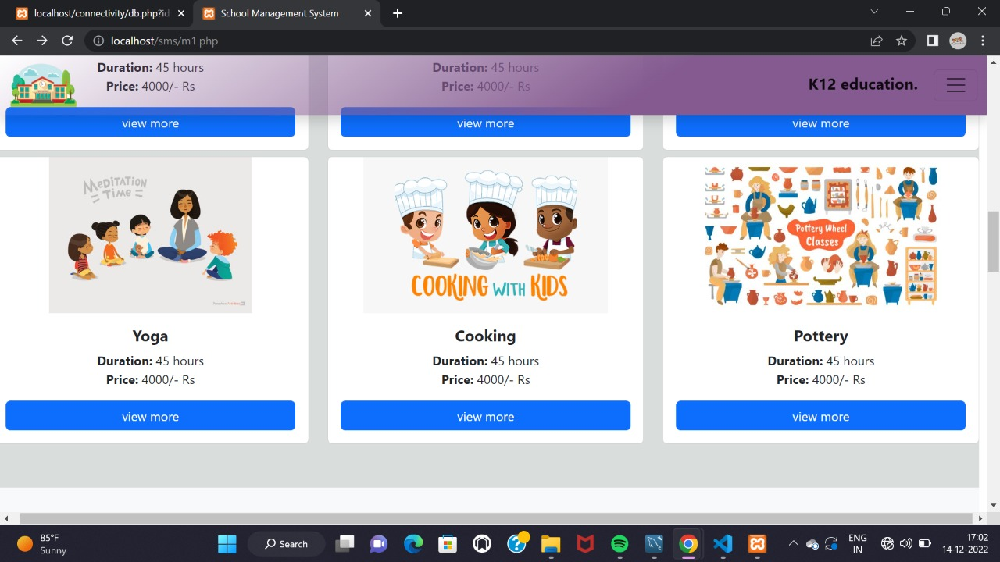 localhost/connectivity/db.php?id
School Management System
localhost/sms/m1.php
Duration: 45 hours
Price: 4000/- Rs
Duration: 45 hours
Price: 4000/- Rs
K12 education.
view more
view more
view more
MEDITATION
TIME
COOKING WITH KIDS
Pottery Wheel
Classes
Yoga
Duration: 45 hours
Price: 4000/- Rs
view more
Cooking
Duration: 45 hours
Price: 4000/- Rs
view more
Pottery
Duration: 45 hours
Price: 4000/- Rs
view more
85°F
Sunny
Search
ENG
IN
17:02
14-12-2022